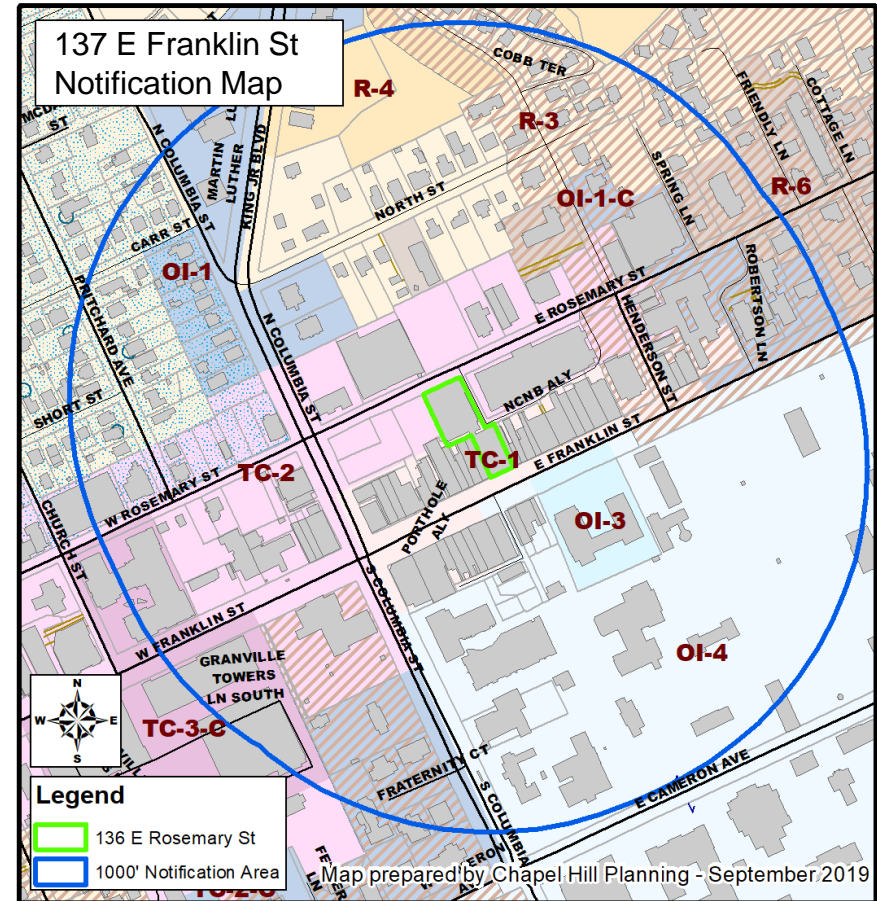 137 E Franklin St
Notification Map
COBB TER
R-4
FRIENDLY LN
COTTAGE LN
ST
N COLUMBIA ST
MARTIN
LUTHER
KING JR BLVD
R-3
SPRING LN
R-6
NORTH ST
OI-1-C
CARR ST
OI-1
PRITCHARD AVE
E ROSEMARY ST
HENDERSON ST
ROBERTSON LN
N COLUMBIA ST
NCNB ALY
SHORT ST
E FRANKLIN ST
TC-1
TC-2
W ROSEMARY ST
PORTHOLE
ALY
OI-3
CHURCH ST
S COLUMBIA ST
W FRANKLIN ST
OI-4
GRANVILLE
TOWERS
LN SOUTH
N
W E
S
TC-3-C
FRATERNITY CT
E CAMERON AVE
S COLUMBIA
Legend
136 E Rosemary St
1000' Notification Area
LN
Map prepared by Chapel Hill Planning - September 2019